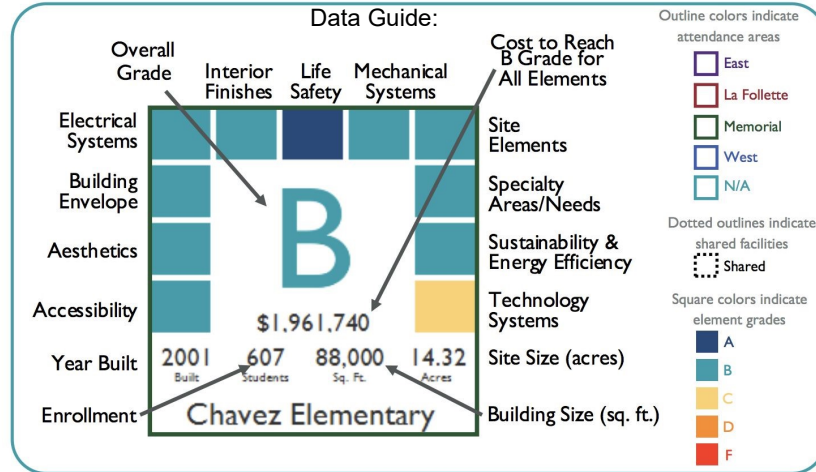 Data Guide:
Overall
Grade
Interior
Finishes
Life
Safety
Mechanical
Systems
Cost to Reach
B Grade for
All Elements
Electrical
Systems
Building
Envelope
Aesthetics
Accessibility
Year Built
Enrollment
B
$1,961,740
2001
Built
607
Students
88,000
Sq. Ft.
14.32
Acres
Chavez Elementary
Site
Elements
Specialty
Areas/Needs
Sustainability &
Energy Efficiency
Technology
Systems
Site Size (acres)
Building Size (sq. ft.)
Outline colors indicate
attendance areas
East
La Follette
Memorial
West
N/A
Dotted outlines indicate
shared facilities
Shared
Square colors indicate
element grades
A
B
C
D
F